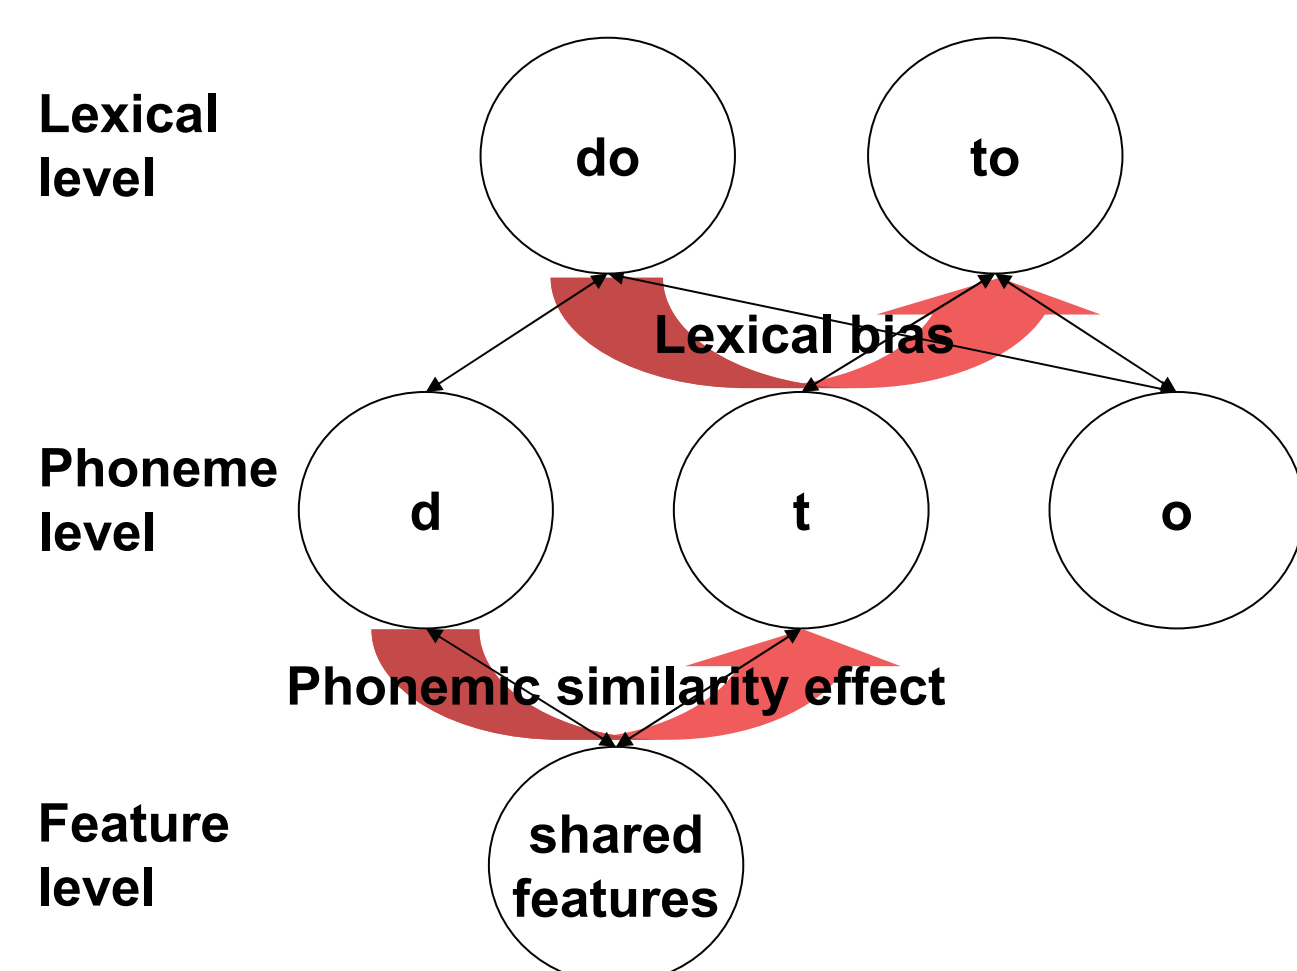 Lexical
level
do
to
Lexical bias
Phoneme
level
d
t
o
Phonemic similarity effect
Feature
level
shared
features